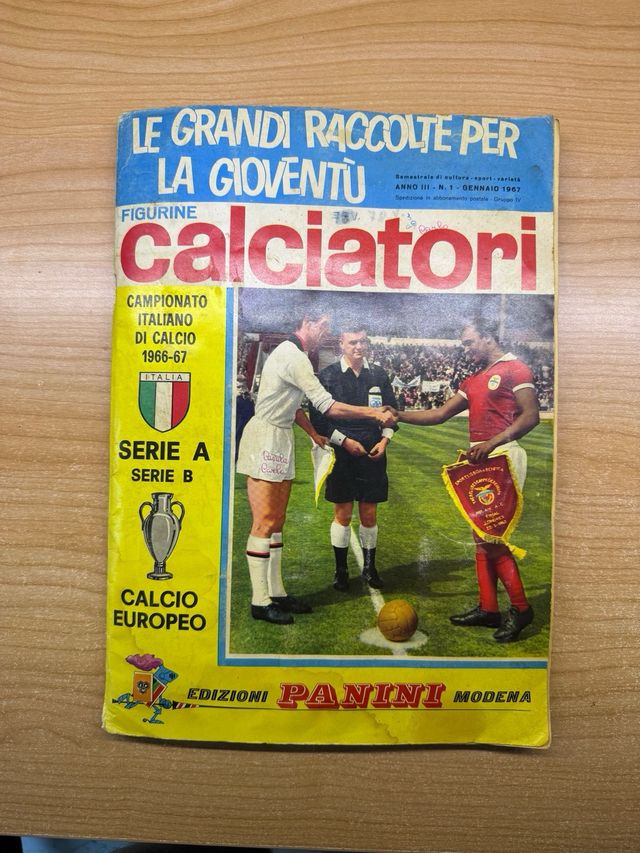 LE GRANDI RACCOLTE PER
LA GIOVENTÙ
Semestrale di cultura - sport - varietà
ANNO III - N. 1 - GENNAIO 1967
Spedizione in abbonamento postale - Gruppo IV
FIGURINE
calciatori
CAMPIONATO
ITALIANO
DI CALCIO
1966-67
ITALIA
SERIE A
SERIE B
CALCIO
EUROPEO
EDIZIONI PANINI MODENA